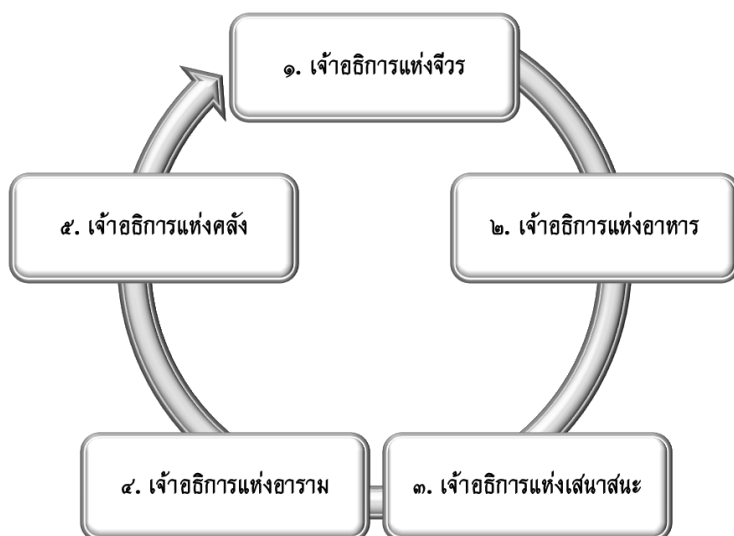 ๑. เจ้าอธิการแห่งจีวร
๒. เจ้าอธิการแห่งอาหาร
๓. เจ้าอธิการแห่งเสนาสนะ
๔. เจ้าอธิการแห่งอาราม
๕. เจ้าอธิการแห่งคลัง